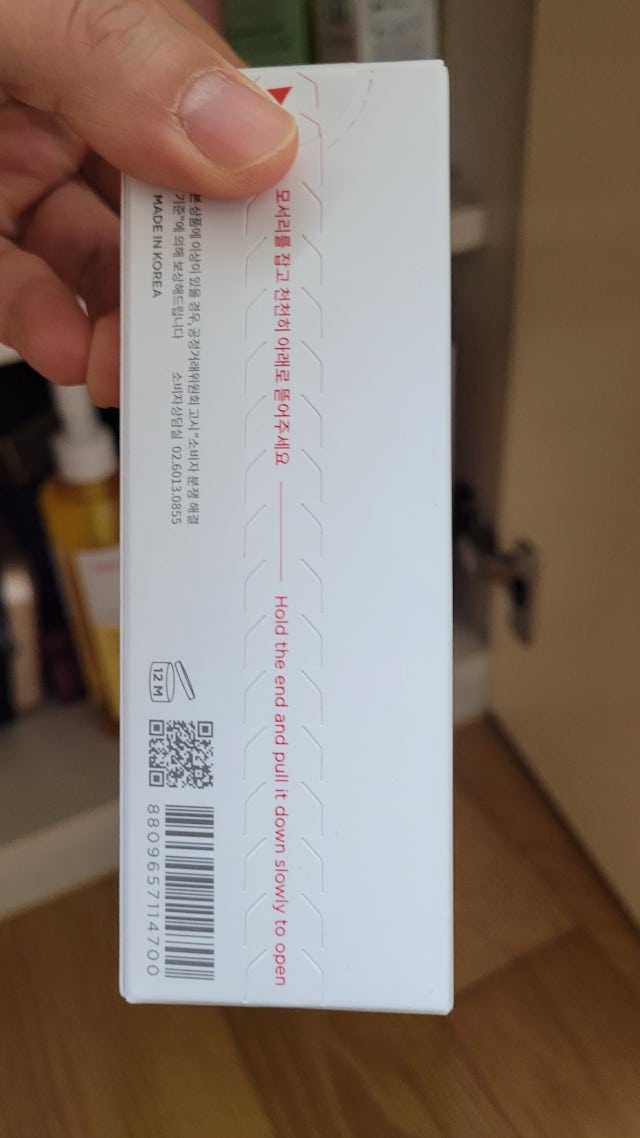 모서리를 잡고 천천히 아래로 뜯어주세요 Hold the end and pull it down slowly to open
본 상품에 이상이 있을 경우, 공정거래위원회 고시 "소비자 분쟁 해결
기준"에 의해 보상해드립니다 소비자상담실 02.6013.0855
MADE IN KOREA
12 M
8809657114700